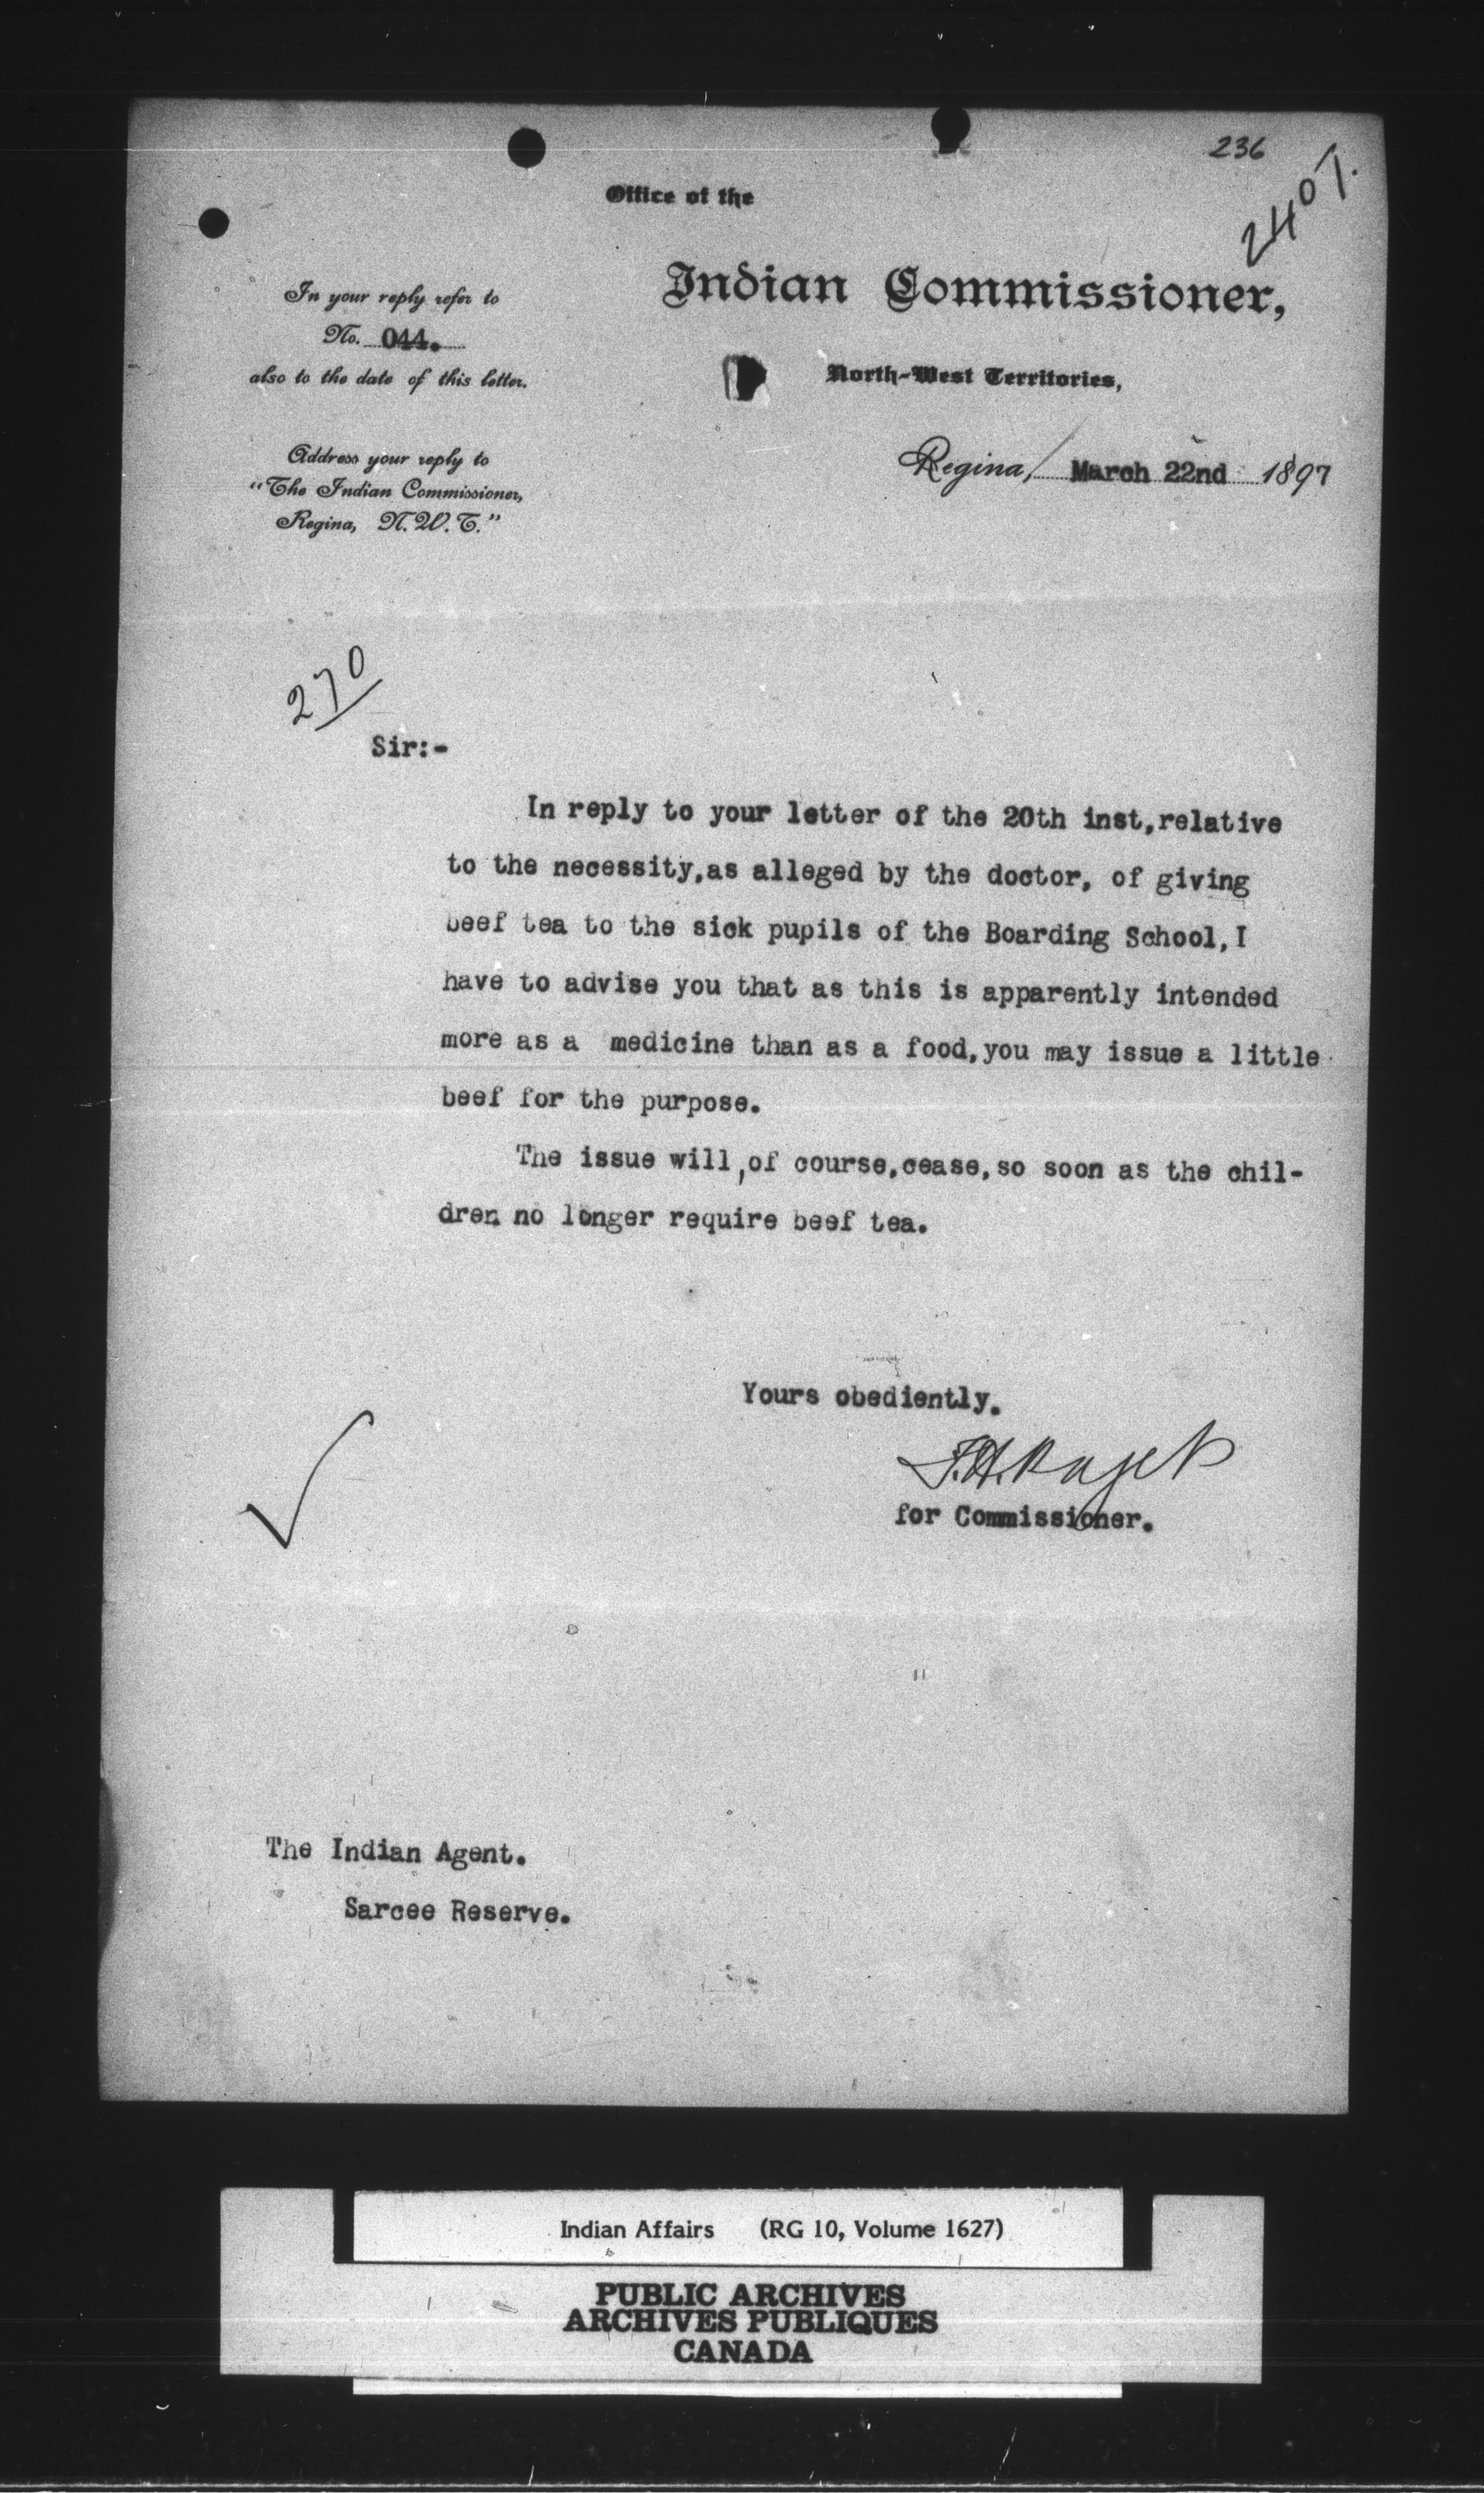 236
2407.
Office of the
Indian Commissioner,
North-West Territories,
In your reply refer to
No. 044.
also to the date of this letter.
Address your reply to
"The Indian Commissioner,
Regina, N.W.T."
Regina, March 22nd 1897
270
Sir:-
In reply to your letter of the 20th inst,relative
to the necessity,as alleged by the doctor, of giving
beef tea to the sick pupils of the Boarding School,I
have to advise you that as this is apparently intended
more as a medicine than as a food,you may issue a little
beef for the purpose.
The issue will,of course,cease,so soon as the chil-
dren no longer require beef tea.
Yours obediently.
for Commissioner.
The Indian Agent.
Sarcee Reserve.
Indian Affairs (RG 10, Volume 1627)
PUBLIC ARCHIVES
ARCHIVES PUBLIQUES
CANADA